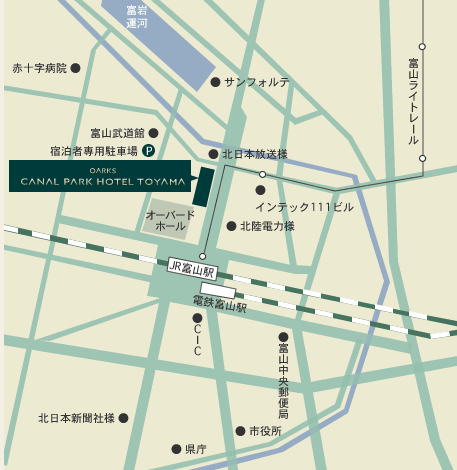 富岩
運河
赤十字病院
サンフォルテ
富山ライトレール
富山武道館
宿泊者専用駐車場 P
北日本放送様
OARKS
CANAL PARK HOTEL TOYAMA
インテック111ビル
オーバード
ホール
北陸電力様
JR富山駅
電鉄富山駅
CIC
富山中央郵便局
北日本新聞社様
市役所
県庁